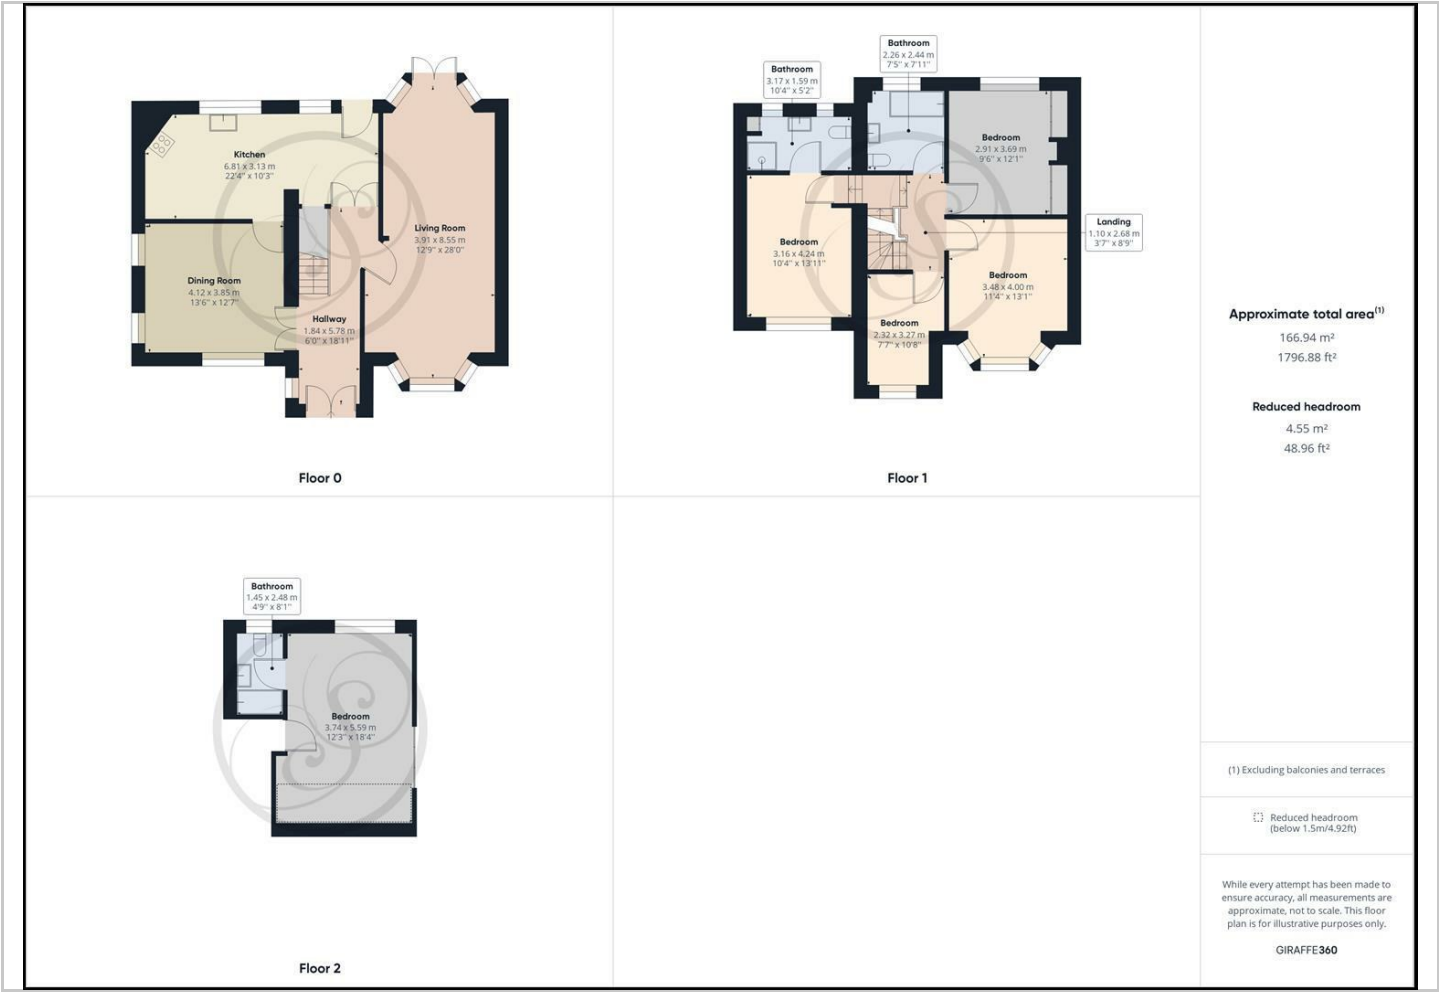 Kitchen
6.81 x 3.13 m
22'4" x 10'3"
Living Room
3.91 x 8.55 m
12'9" x 28'0"
Dining Room
4.12 x 3.85 m
13'6" x 12'7"
Hallway
1.84 x 5.78 m
6'0" x 18'11"
Floor 0
Bathroom
3.17 x 1.59 m
10'4" x 5'2"
Bathroom
2.26 x 2.44 m
7'5" x 7'11"
Bedroom
2.91 x 3.69 m
9'6" x 12'1"
Landing
1.10 x 2.68 m
3'7" x 8'9"
Bedroom
3.16 x 4.24 m
10'4" x 13'11"
Bedroom
3.48 x 4.00 m
11'4" x 13'1"
Bedroom
2.32 x 3.27 m
7'7" x 10'8"
Floor 1
Bathroom
1.45 x 2.48 m
4'9" x 8'1"
Bedroom
3.74 x 5.59 m
12'3" x 18'4"
Floor 2
Approximate total area(1)
166.94 m²
1796.88 ft²
Reduced headroom
4.55 m²
48.96 ft²
(1) Excluding balconies and terraces
Reduced headroom
(below 1.5m/4.92ft)
While every attempt has been made to
ensure accuracy, all measurements are
approximate, not to scale. This floor
plan is for illustrative purposes only.
GIRAFFE360